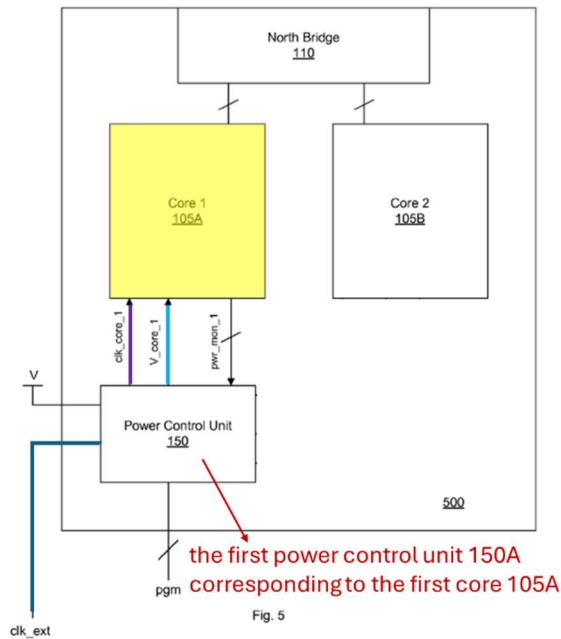 North Bridge
110
Core 1
105A
Core 2
105B
clk_core_1
V_core_1
pwr_mon_1
V
Power Control Unit
150
500
the first power control unit 150A
corresponding to the first core 105A
pgm
Fig. 5
clk_ext